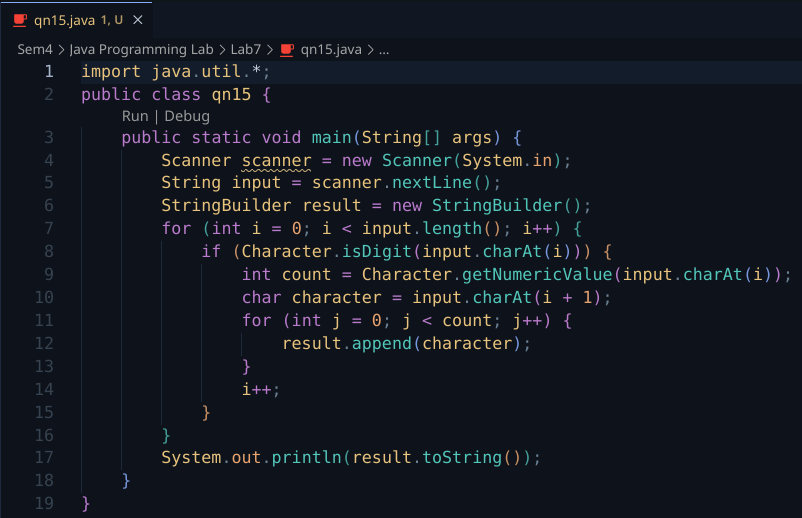 qn15.java 1, U ×
Sem4 > Java Programming Lab > Lab7 > qn15.java > ...
1 import java.util.*;
2 public class qn15 {
Run | Debug
3     public static void main(String[] args) {
4         Scanner scanner = new Scanner(System.in);
5         String input = scanner.nextLine();
6         StringBuilder result = new StringBuilder();
7         for (int i = 0; i < input.length(); i++) {
8             if (Character.isDigit(input.charAt(i))) {
9                 int count = Character.getNumericValue(input.charAt(i));
10                 char character = input.charAt(i + 1);
11                 for (int j = 0; j < count; j++) {
12                     result.append(character);
13                 }
14                 i++;
15             }
16         }
17         System.out.println(result.toString());
18     }
19 }